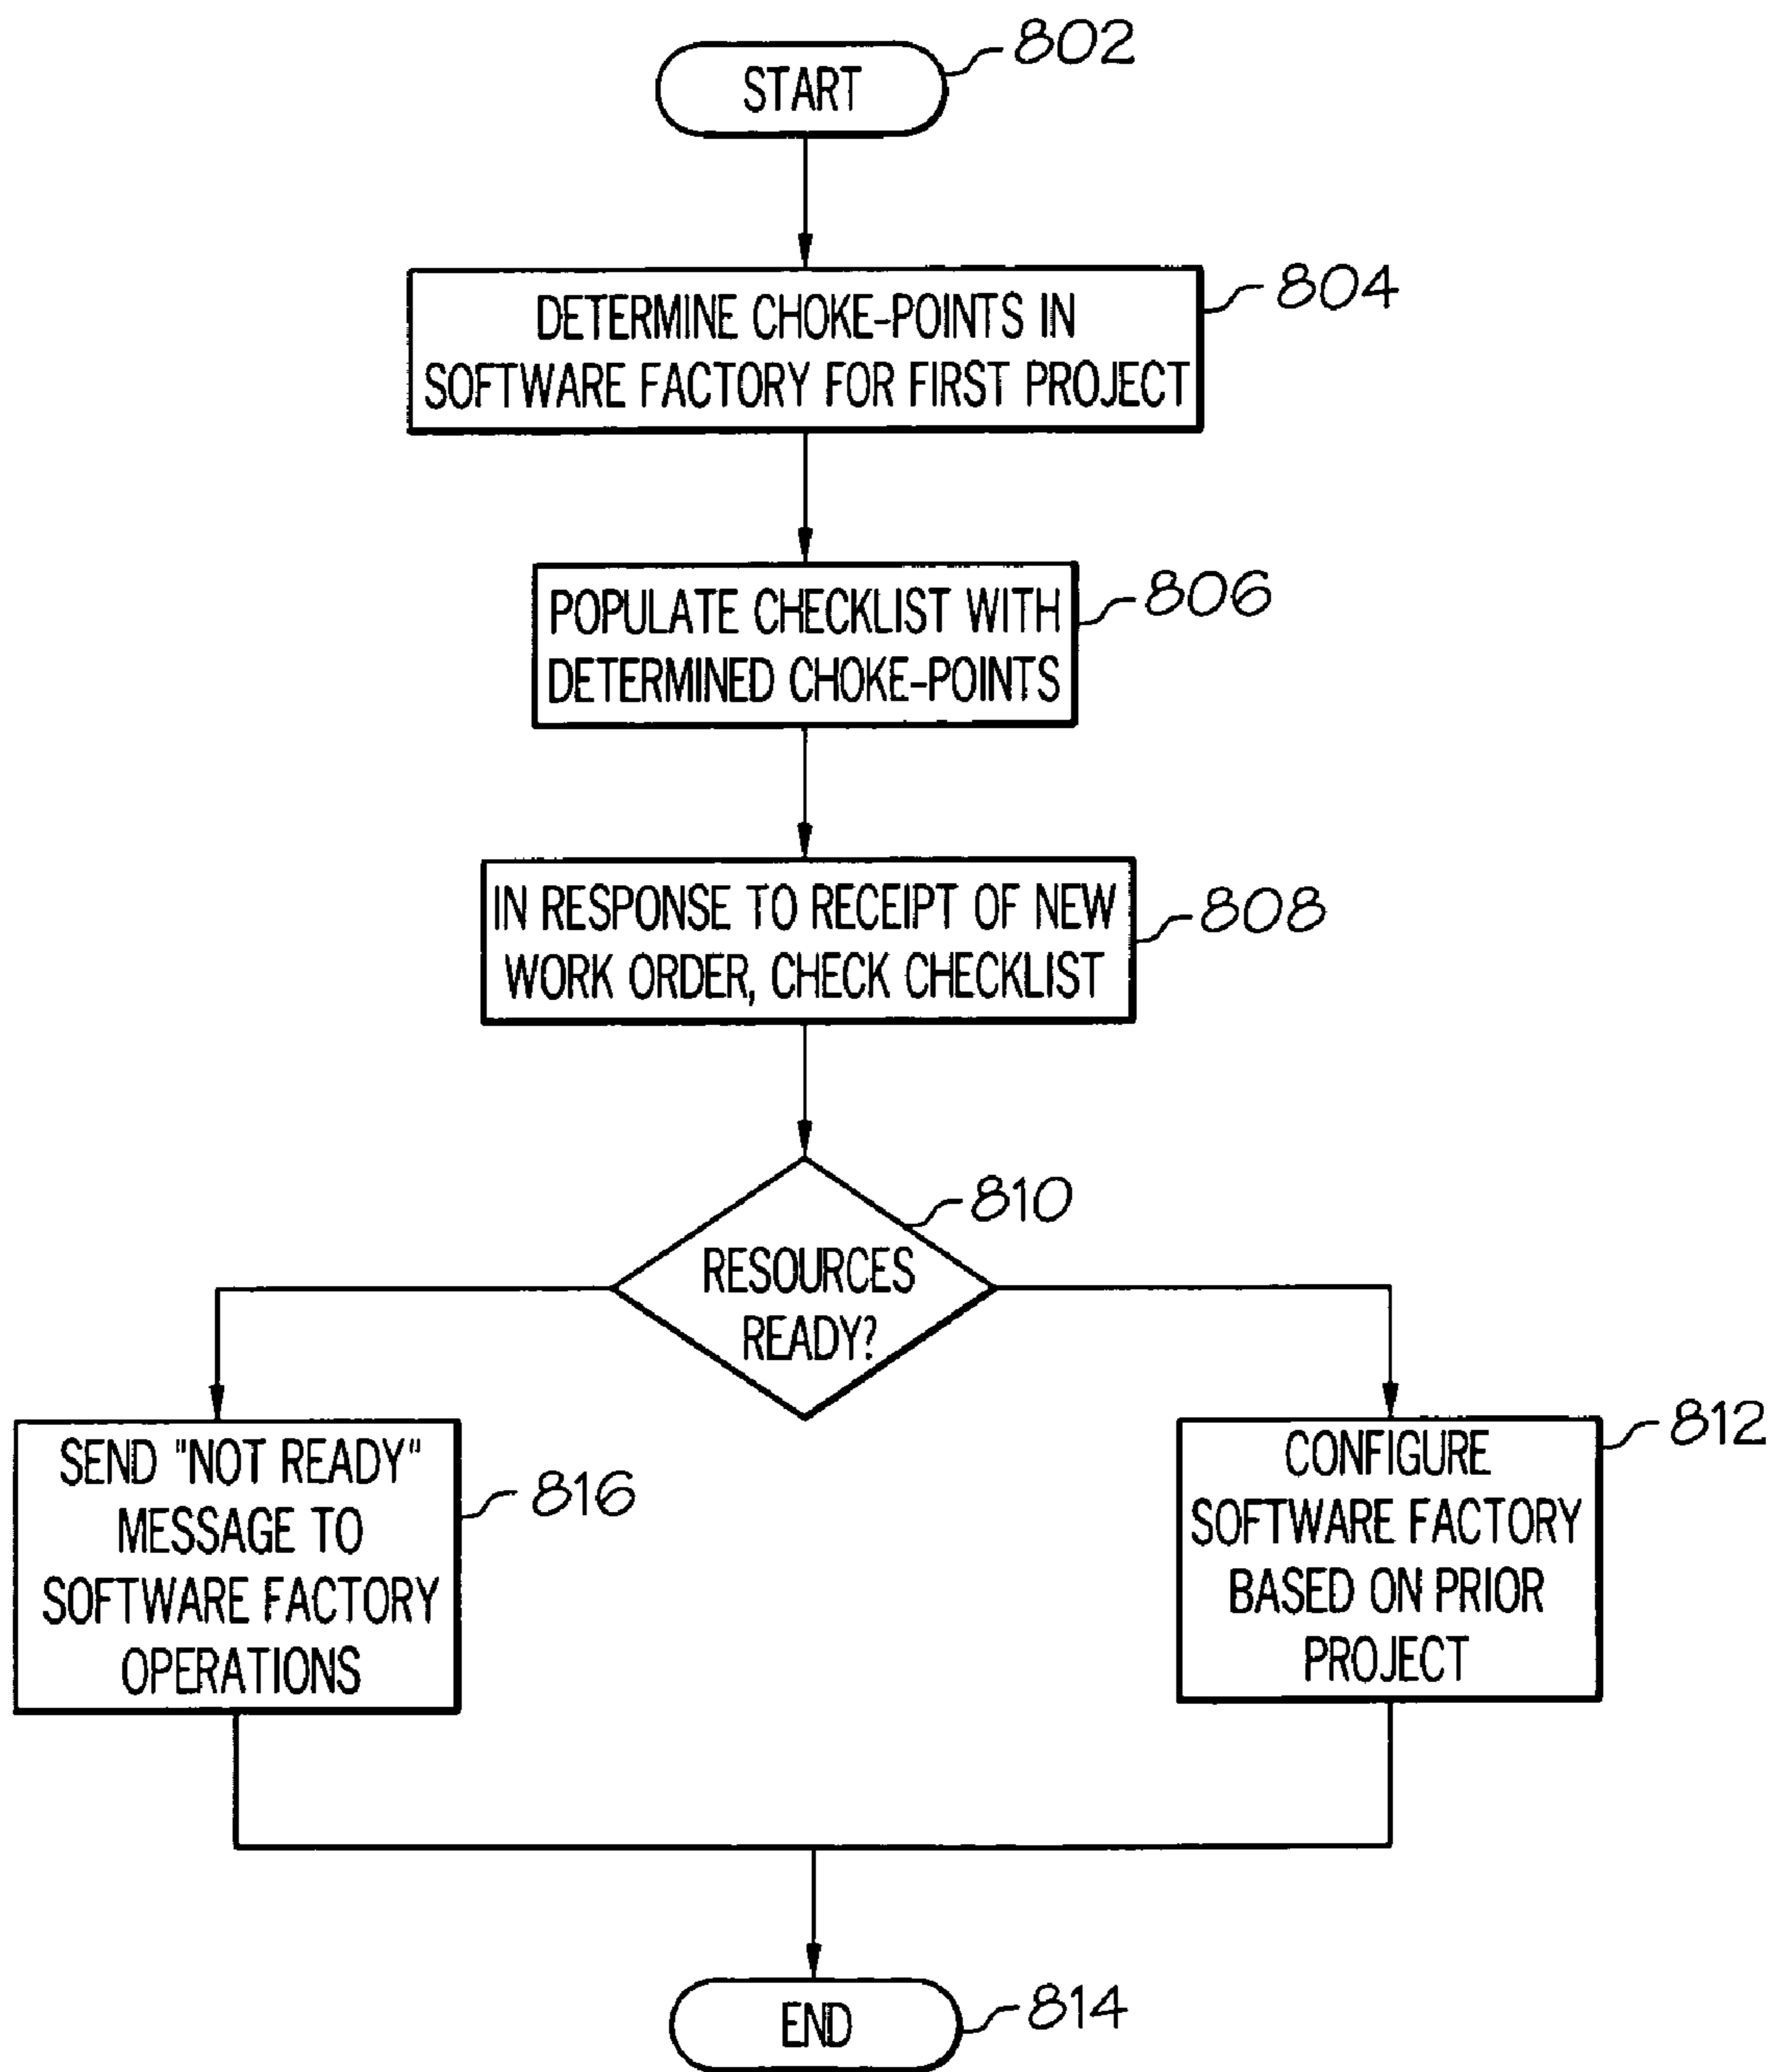 802
START
804
DETERMINE CHOKE-POINTS IN
SOFTWARE FACTORY FOR FIRST PROJECT
806
POPULATE CHECKLIST WITH
DETERMINED CHOKE-POINTS
808
IN RESPONSE TO RECEIPT OF NEW
WORK ORDER, CHECK CHECKLIST
810
RESOURCES
READY?
SEND "NOT READY"
MESSAGE TO
SOFTWARE FACTORY
OPERATIONS
816
CONFIGURE
SOFTWARE FACTORY
BASED ON PRIOR
PROJECT
812
END
814